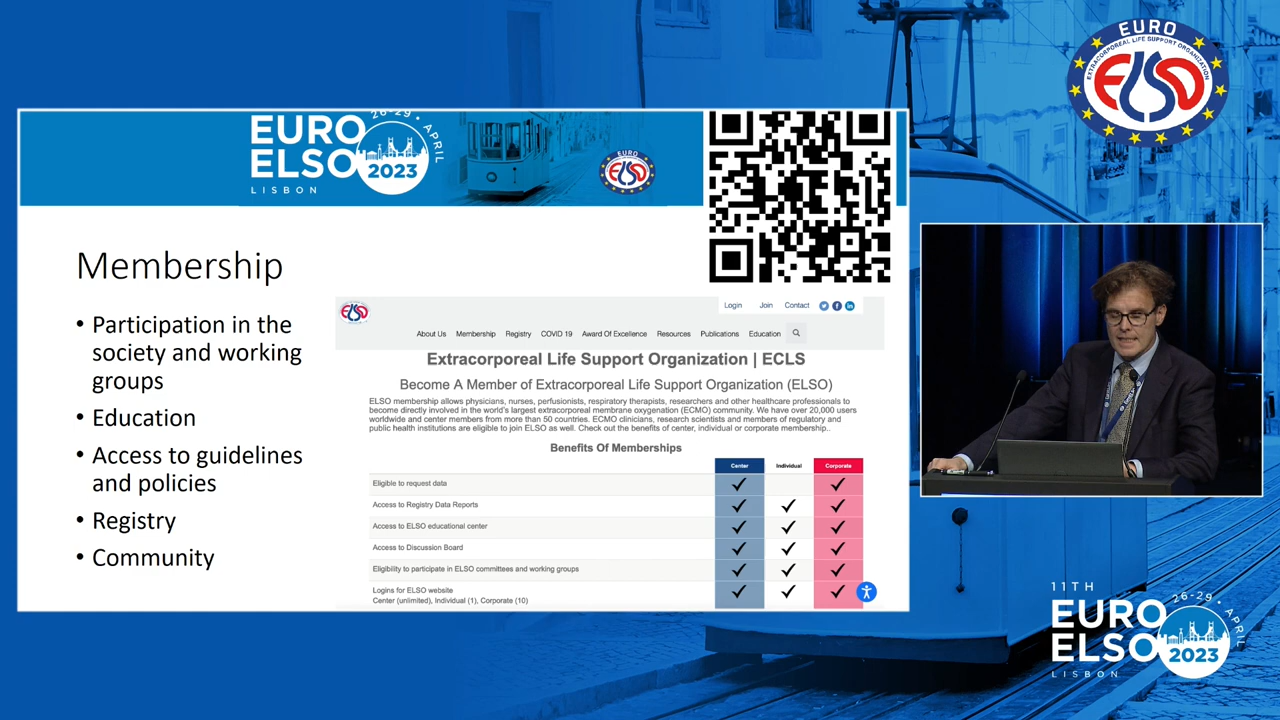 EURO
EXTRACORPOREAL LIFE SUPPORT ORGANIZATION
ELSO
EURO
ELSO
26-29 • APRIL
2023
LISBON
EURO
ELSO
Membership
• Participation in the
society and working
groups
• Education
• Access to guidelines
and policies
• Registry
• Community
ELSO
Login Join Contact
About Us Membership Registry COVID 19 Award Of Excellence Resources Publications Education
Extracorporeal Life Support Organization | ECLS
Become A Member of Extracorporeal Life Support Organization (ELSO)
ELSO membership allows physicians, nurses, perfusionists, respiratory therapists, researchers and other healthcare professionals to
become directly involved in the world's largest extracorporeal membrane oxygenation (ECMO) community. We have over 20,000 users
worldwide and center members from more than 50 countries. ECMO clinicians, research scientists and members of regulatory and
public health institutions are eligible to join ELSO as well. Check out the benefits of center, individual or corporate membership..
Benefits Of Memberships
Center Individual Corporate
Eligible to request data
Access to Registry Data Reports
Access to ELSO educational center
Access to Discussion Board
Eligibility to participate in ELSO committees and working groups
Logins for ELSO website
Center (unlimited), Individual (1), Corporate (10)
11TH
EURO
ELSO
26-29 • APRIL
2023
LISBON